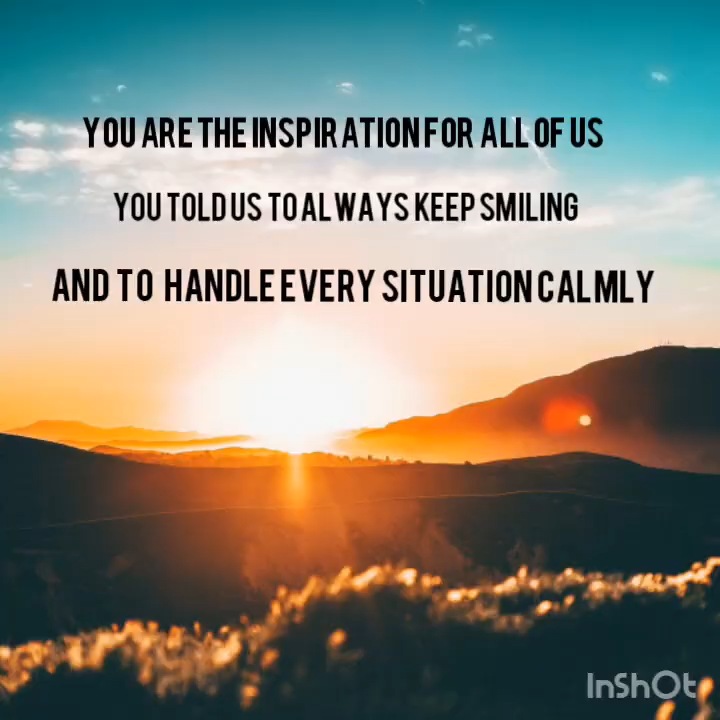 YOU ARE THE INSPIRATION FOR ALL OF US
YOU TOLD US TO ALWAYS KEEP SMILING
AND TO HANDLE EVERY SITUATION CALMLY
InShOt